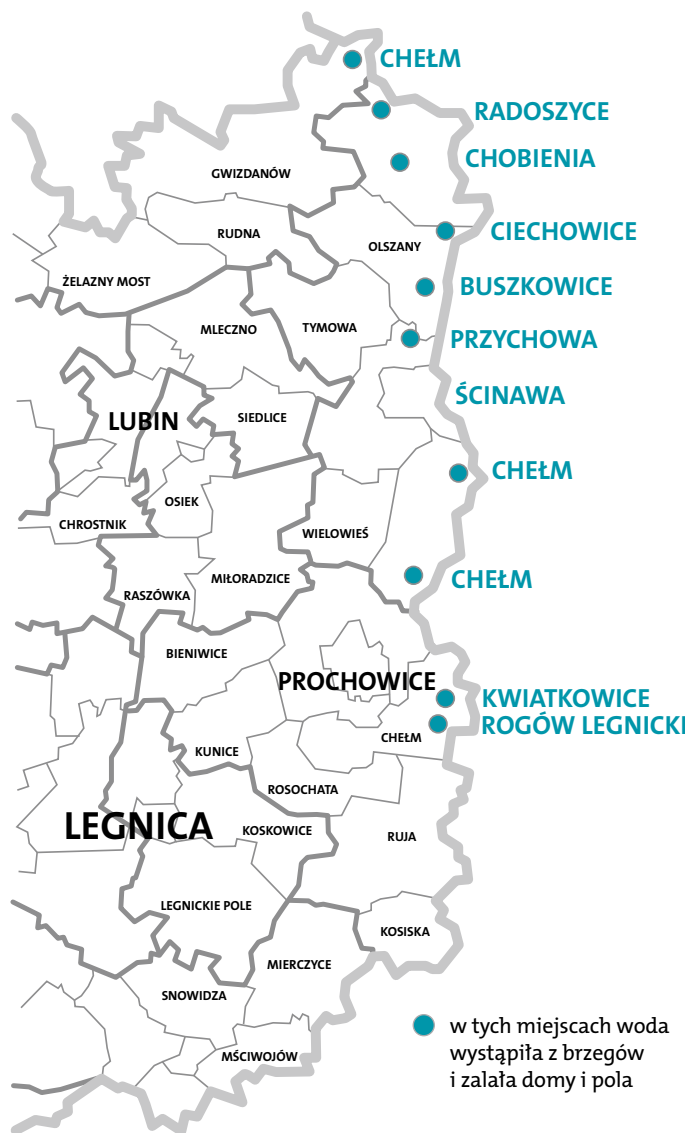 CHEŁM
RADOSZYCE
CHOBIENIA
GWIZDANÓW
RUDNA
OLSZANY
CIECHOWICE
ŻELAZNY MOST
BUSZKOWICE
MLECZNO
TYMOWA
PRZYCHOWA
ŚCINAWA
LUBIN
SIEDLICE
CHEŁM
OSIEK
CHROSTNIK
WIELOWIEŚ
CHEŁM
MIŁORADZICE
RASZÓWKA
BIENIWICE
PROCHOWICE
KWIATKOWICE
ROGÓW LEGNICKI
CHEŁM
KUNICE
ROSOCHATA
LEGNICA
KOSKOWICE
RUJA
LEGNICKIE POLE
KOSISKA
MIERCZYCE
SNOWIDZA
MŚCIWOJÓW
w tych miejscach woda
wystąpiła z brzegów
i zalała domy i pola